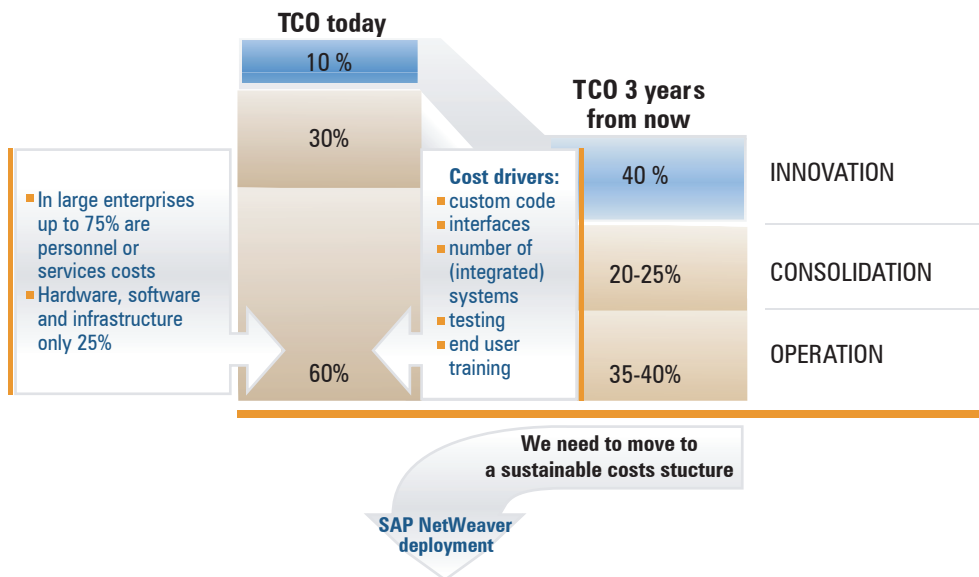 TCO today
10 %
30%
60%
In large enterprises
up to 75% are
personnel or
services costs
Hardware, software
and infrastructure
only 25%
Cost drivers:
custom code
interfaces
number of
(integrated)
systems
testing
end user
training
TCO 3 years
from now
40 %
20-25%
35-40%
INNOVATION
CONSOLIDATION
OPERATION
We need to move to
a sustainable costs stucture
SAP NetWeaver
deployment